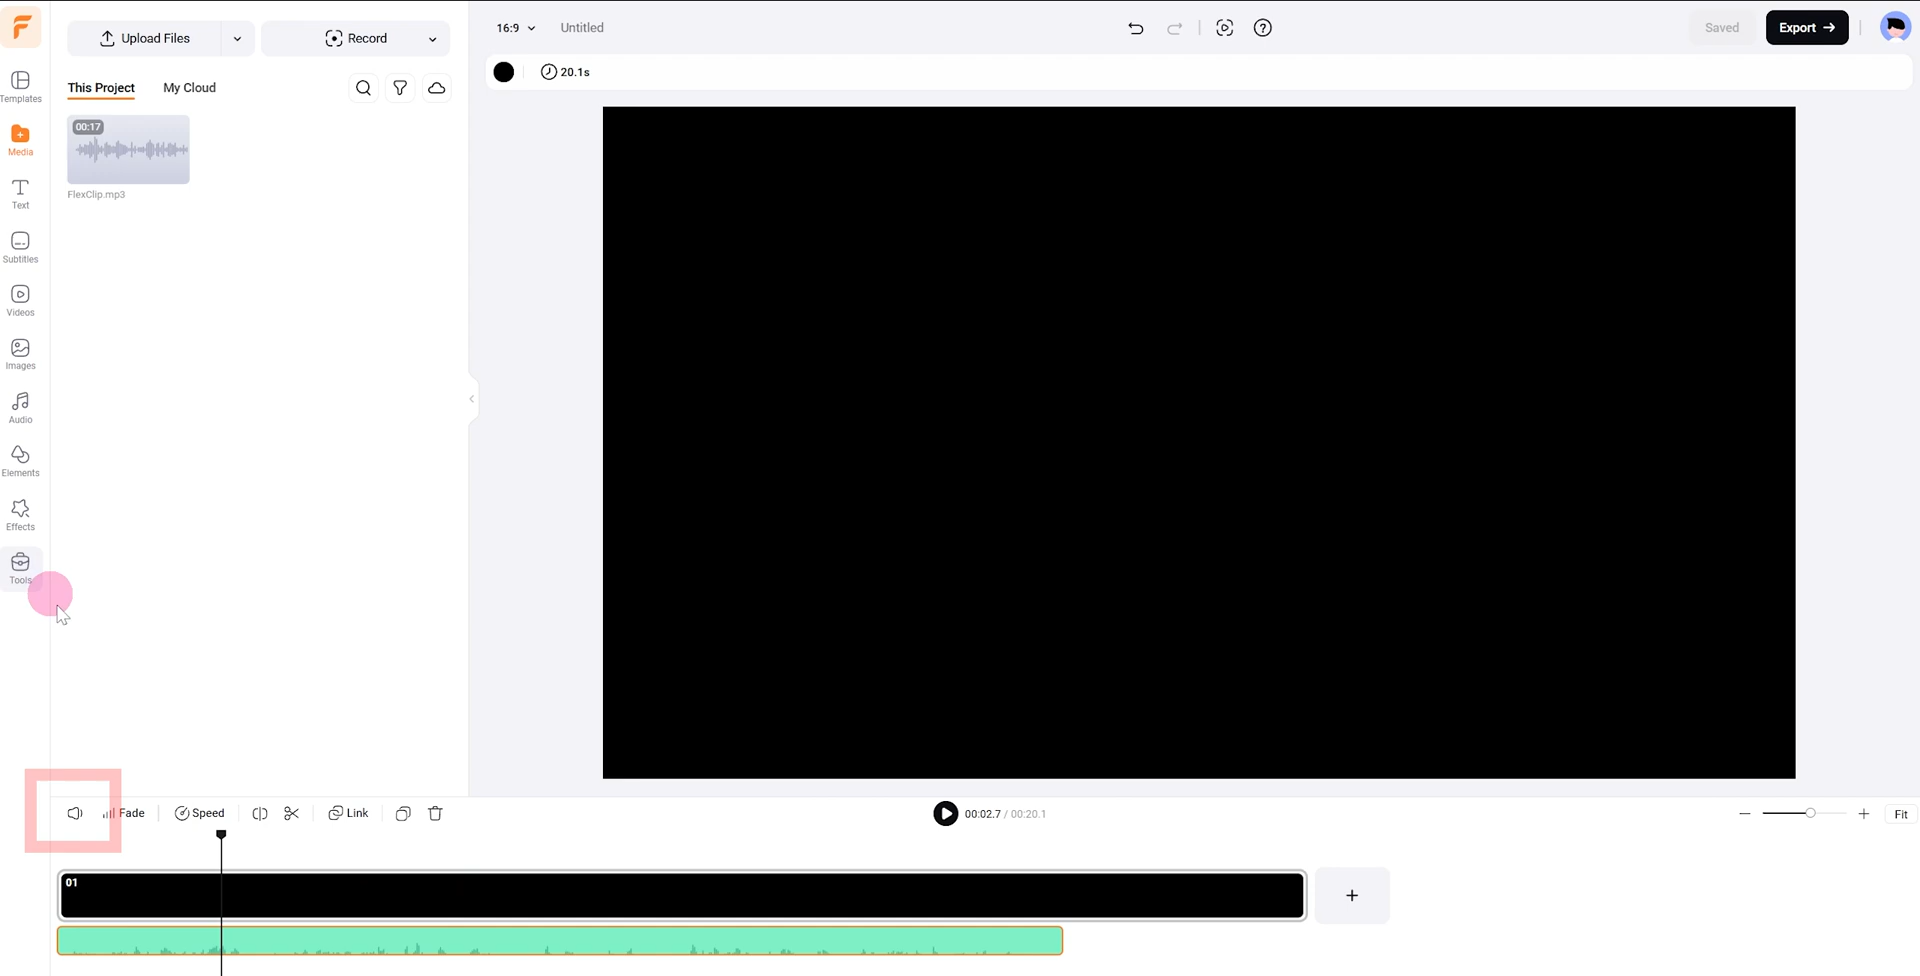 Upload Files
Record
16:9
Untitled
Saved
Export
This Project
My Cloud
20.1s
00:17
FlexClip.mp3
Templates
Media
Text
Subtitles
Videos
Images
Audio
Elements
Effects
Tools
Fade
Speed
Link
00:02.7 / 00:20.1
Fit
01